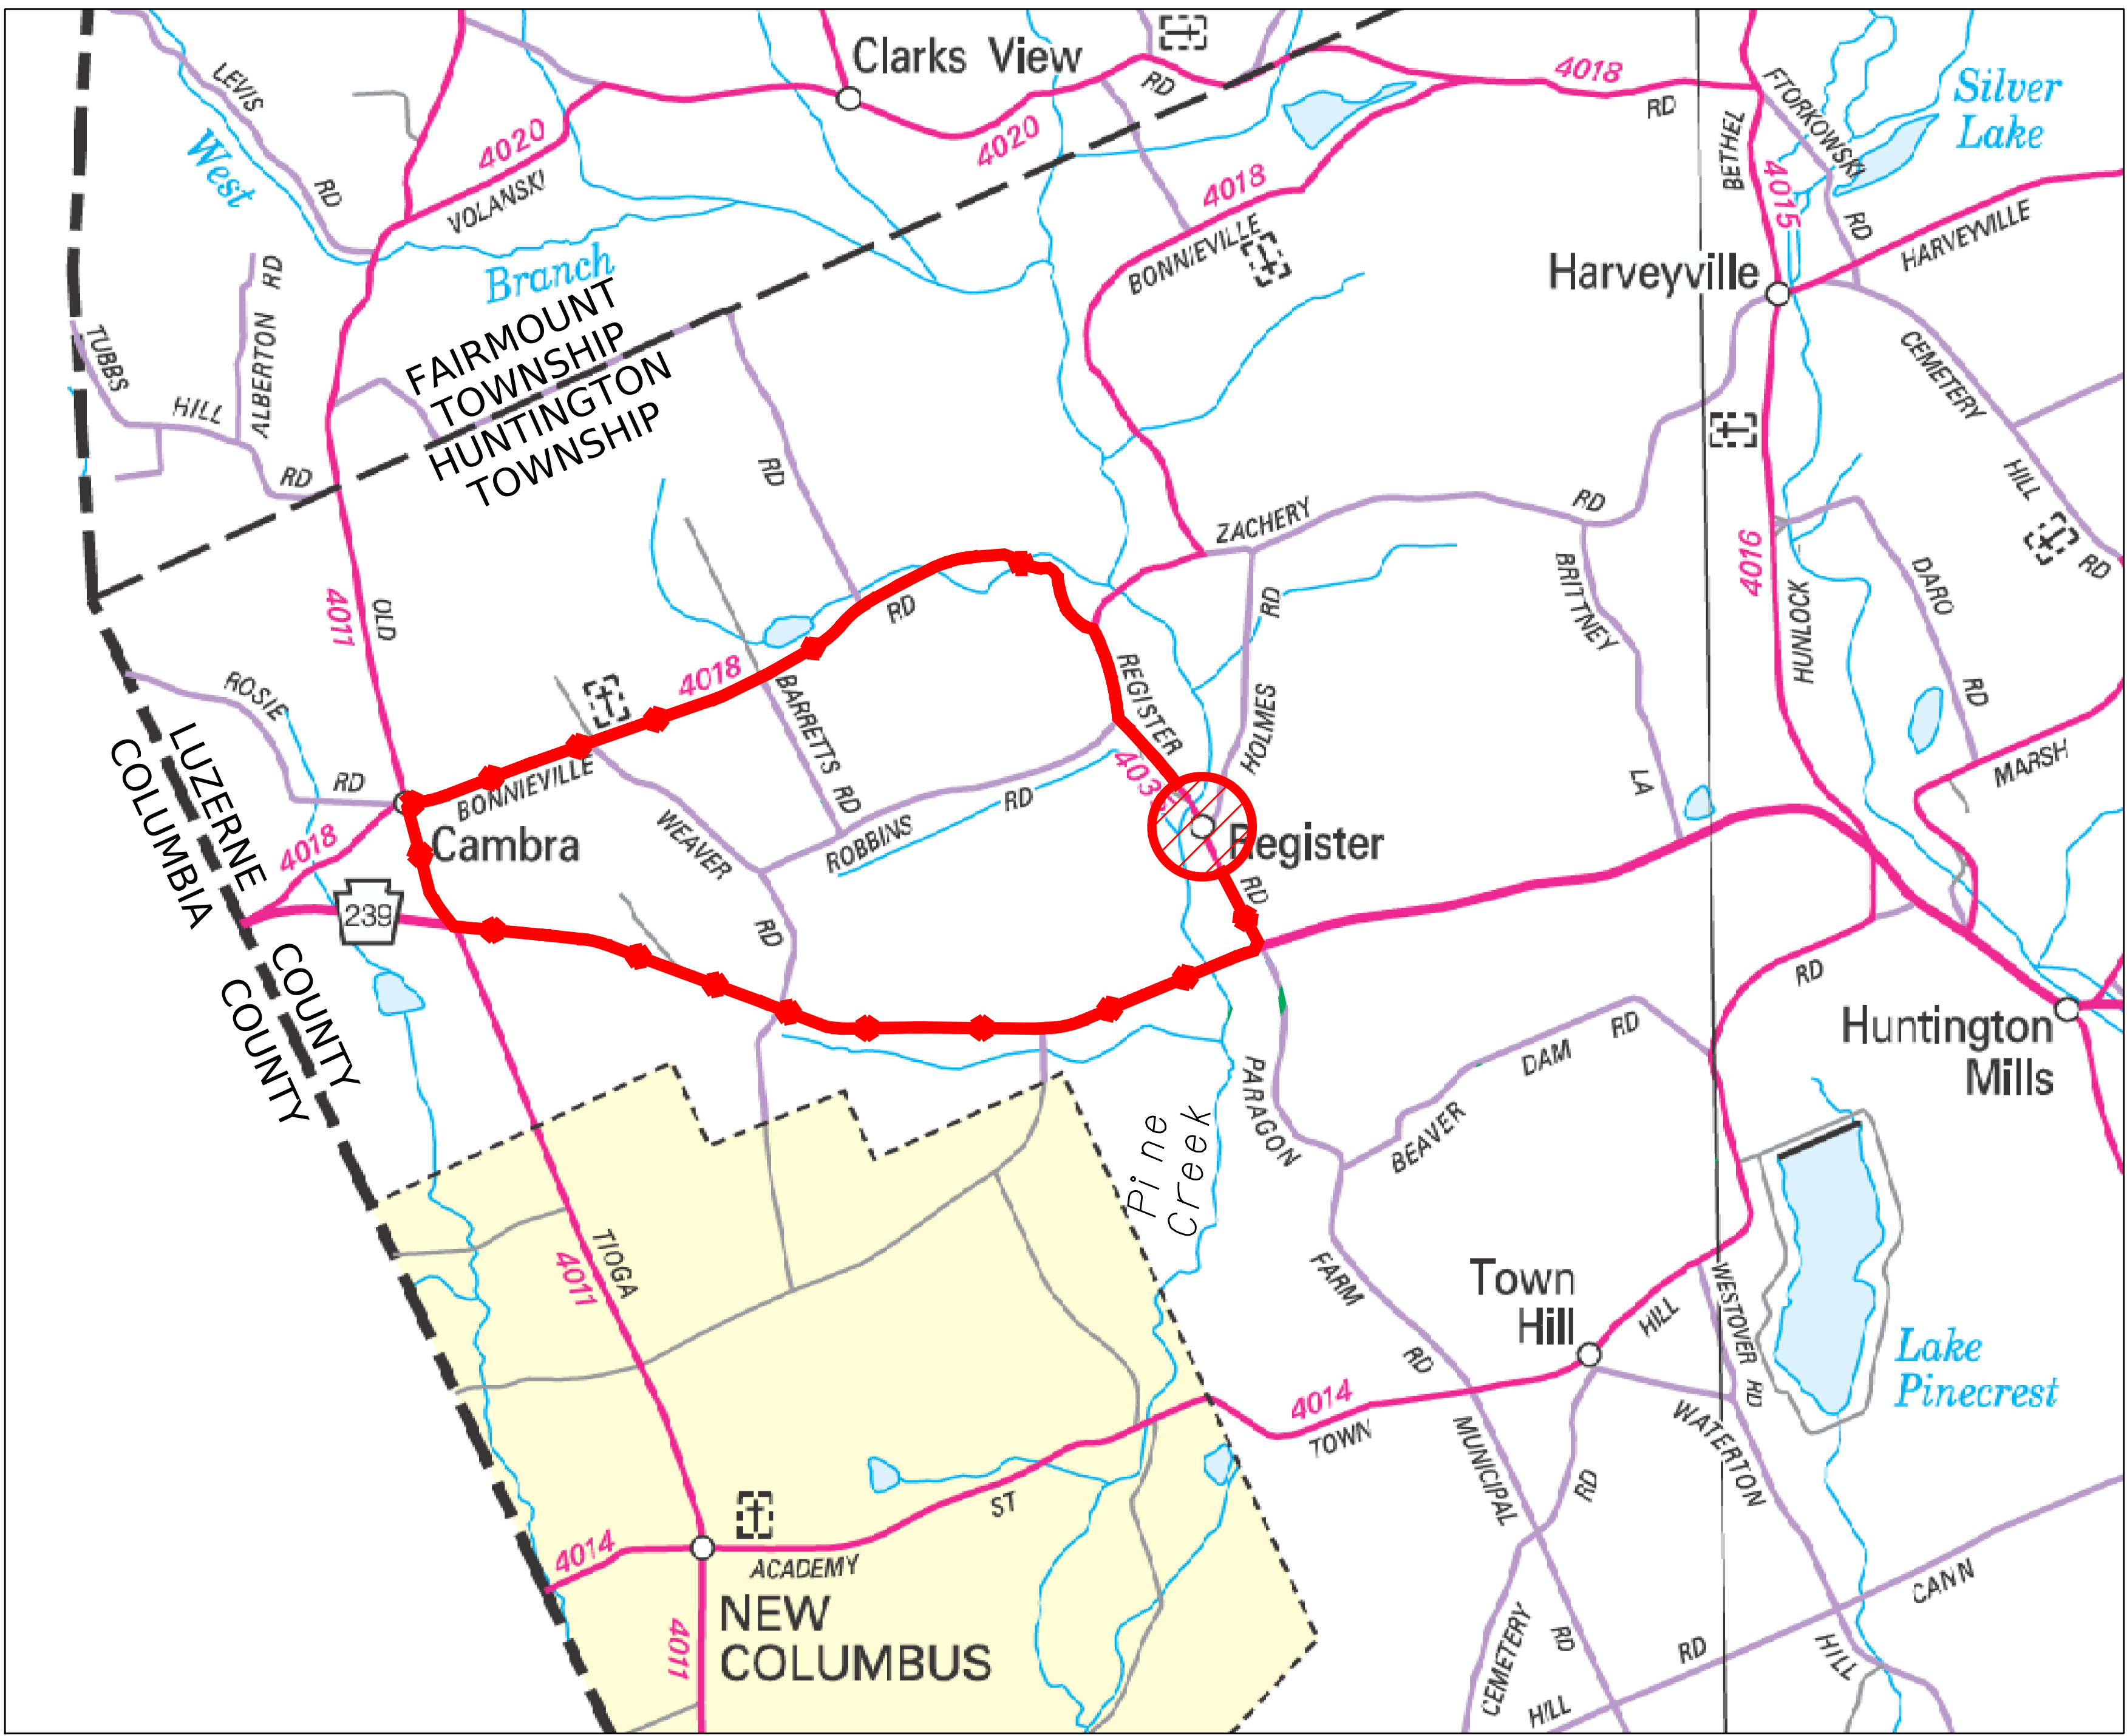 Clarks View
RD
4018
RD
FTORKOWSKI
RD
Silver
Lake
LEVIS
RD
West
4020
VOLANSKI
4020
4018
BONNIEVILLE
BETHEL
4015
HARVEYVILLE
Harveyville
Branch
RD
ALBERTON
TUBBS
HILL
RD
FAIRMOUNT
TOWNSHIP
HUNTINGTON
TOWNSHIP
RD
CEMETERY
HILL
RD
ZACHERY
RD
4016
HUNLOCK
DARO
RD
BRITTNEY
LA
4011
OLD
RD
RD
HOLMES
REGISTER
403
RD
4018
BARRETTS
RD
ROSIE
RD
BONNIEVILLE
Cambra
4018
WEAVER
RD
ROBBINS
RD
Register
MARSH
LUZERNE
COLUMBIA
COUNTY
COUNTY
239
RD
Huntington
Mills
DAM
RD
BEAVER
PARAGON
FARM
RD
Pine
Creek
TIOGA
4011
Town
Hill
HILL
WESTOVER
RD
Lake
Pinecrest
4014
TOWN
MUNICIPAL
RD
RD
WATERTON
HILL
4014
ACADEMY
ST
NEW
COLUMBUS
4011
CEMETERY
HILL
RD
CANN